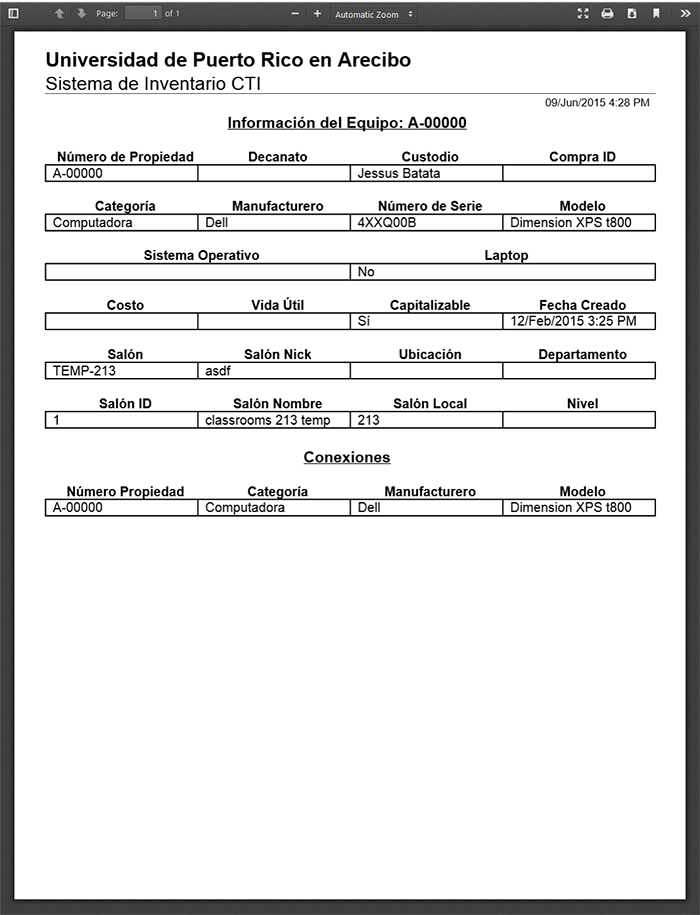 Page: 1 of 1 Automatic Zoom
Universidad de Puerto Rico en Arecibo
Sistema de Inventario CTI
09/Jun/2015 4:28 PM
Información del Equipo: A-00000
Número de Propiedad Decanato Custodio Compra ID
A-00000 Jessus Batata
Categoría Manufacturero Número de Serie Modelo
Computadora Dell 4XXQ00B Dimension XPS t800
Sistema Operativo Laptop
No
Costo Vida Útil Capitalizable Fecha Creado
Sí 12/Feb/2015 3:25 PM
Salón Salón Nick Ubicación Departamento
TEMP-213 asdf
Salón ID Salón Nombre Salón Local Nivel
1 classrooms 213 temp 213
Conexiones
Número Propiedad Categoría Manufacturero Modelo
A-00000 Computadora Dell Dimension XPS t800